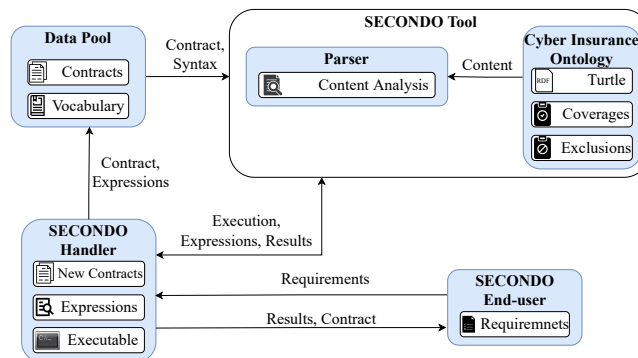 SECONDO Tool
Data Pool
Contracts
Vocabulary
Contract,
Syntax
Parser
Content Analysis
Content
Cyber Insurance
Ontology
RDF
Turtle
Coverages
Exclusions
Contract,
Expressions
Execution,
Expressions, Results
SECONDO
Handler
New Contracts
Expressions
Executable
Requirements
Results, Contract
SECONDO
End-user
Requiremnets